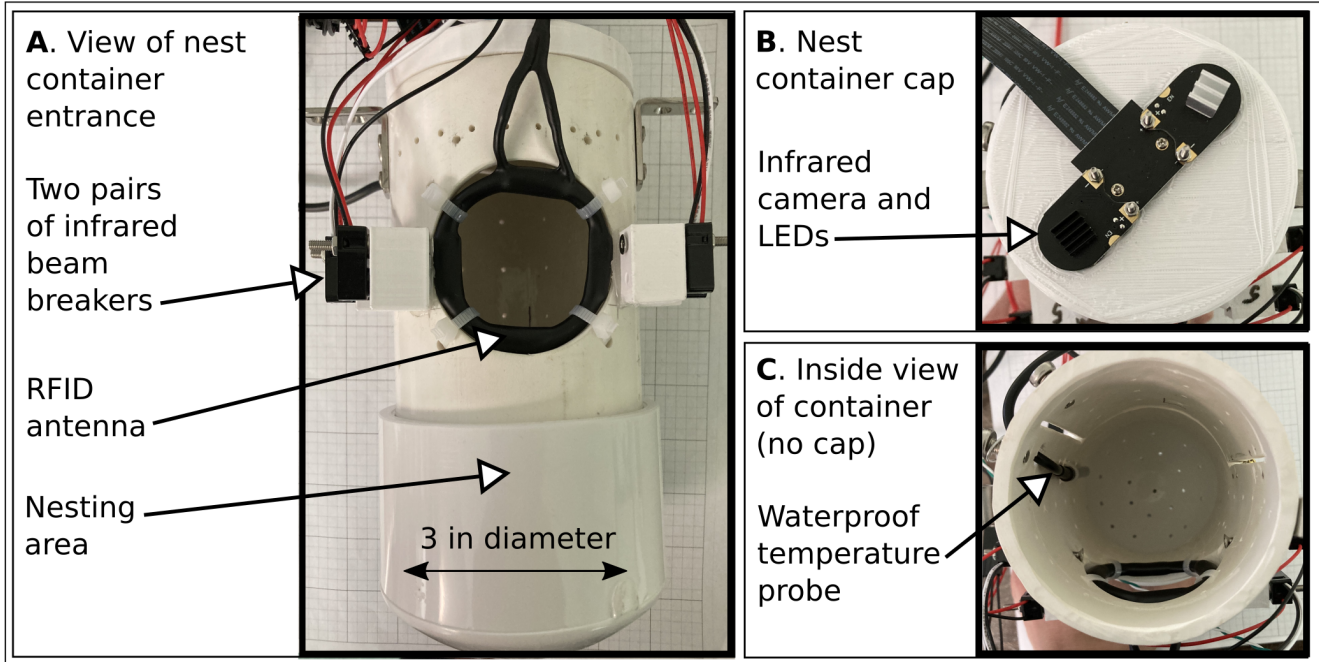 A. View of nest
container
entrance
Two pairs
of infrared
beam
breakers
RFID
antenna
Nesting
area
3 in diameter
B. Nest
container cap
Infrared
camera and
LEDs
C. Inside view
of container
(no cap)
Waterproof
temperature
probe